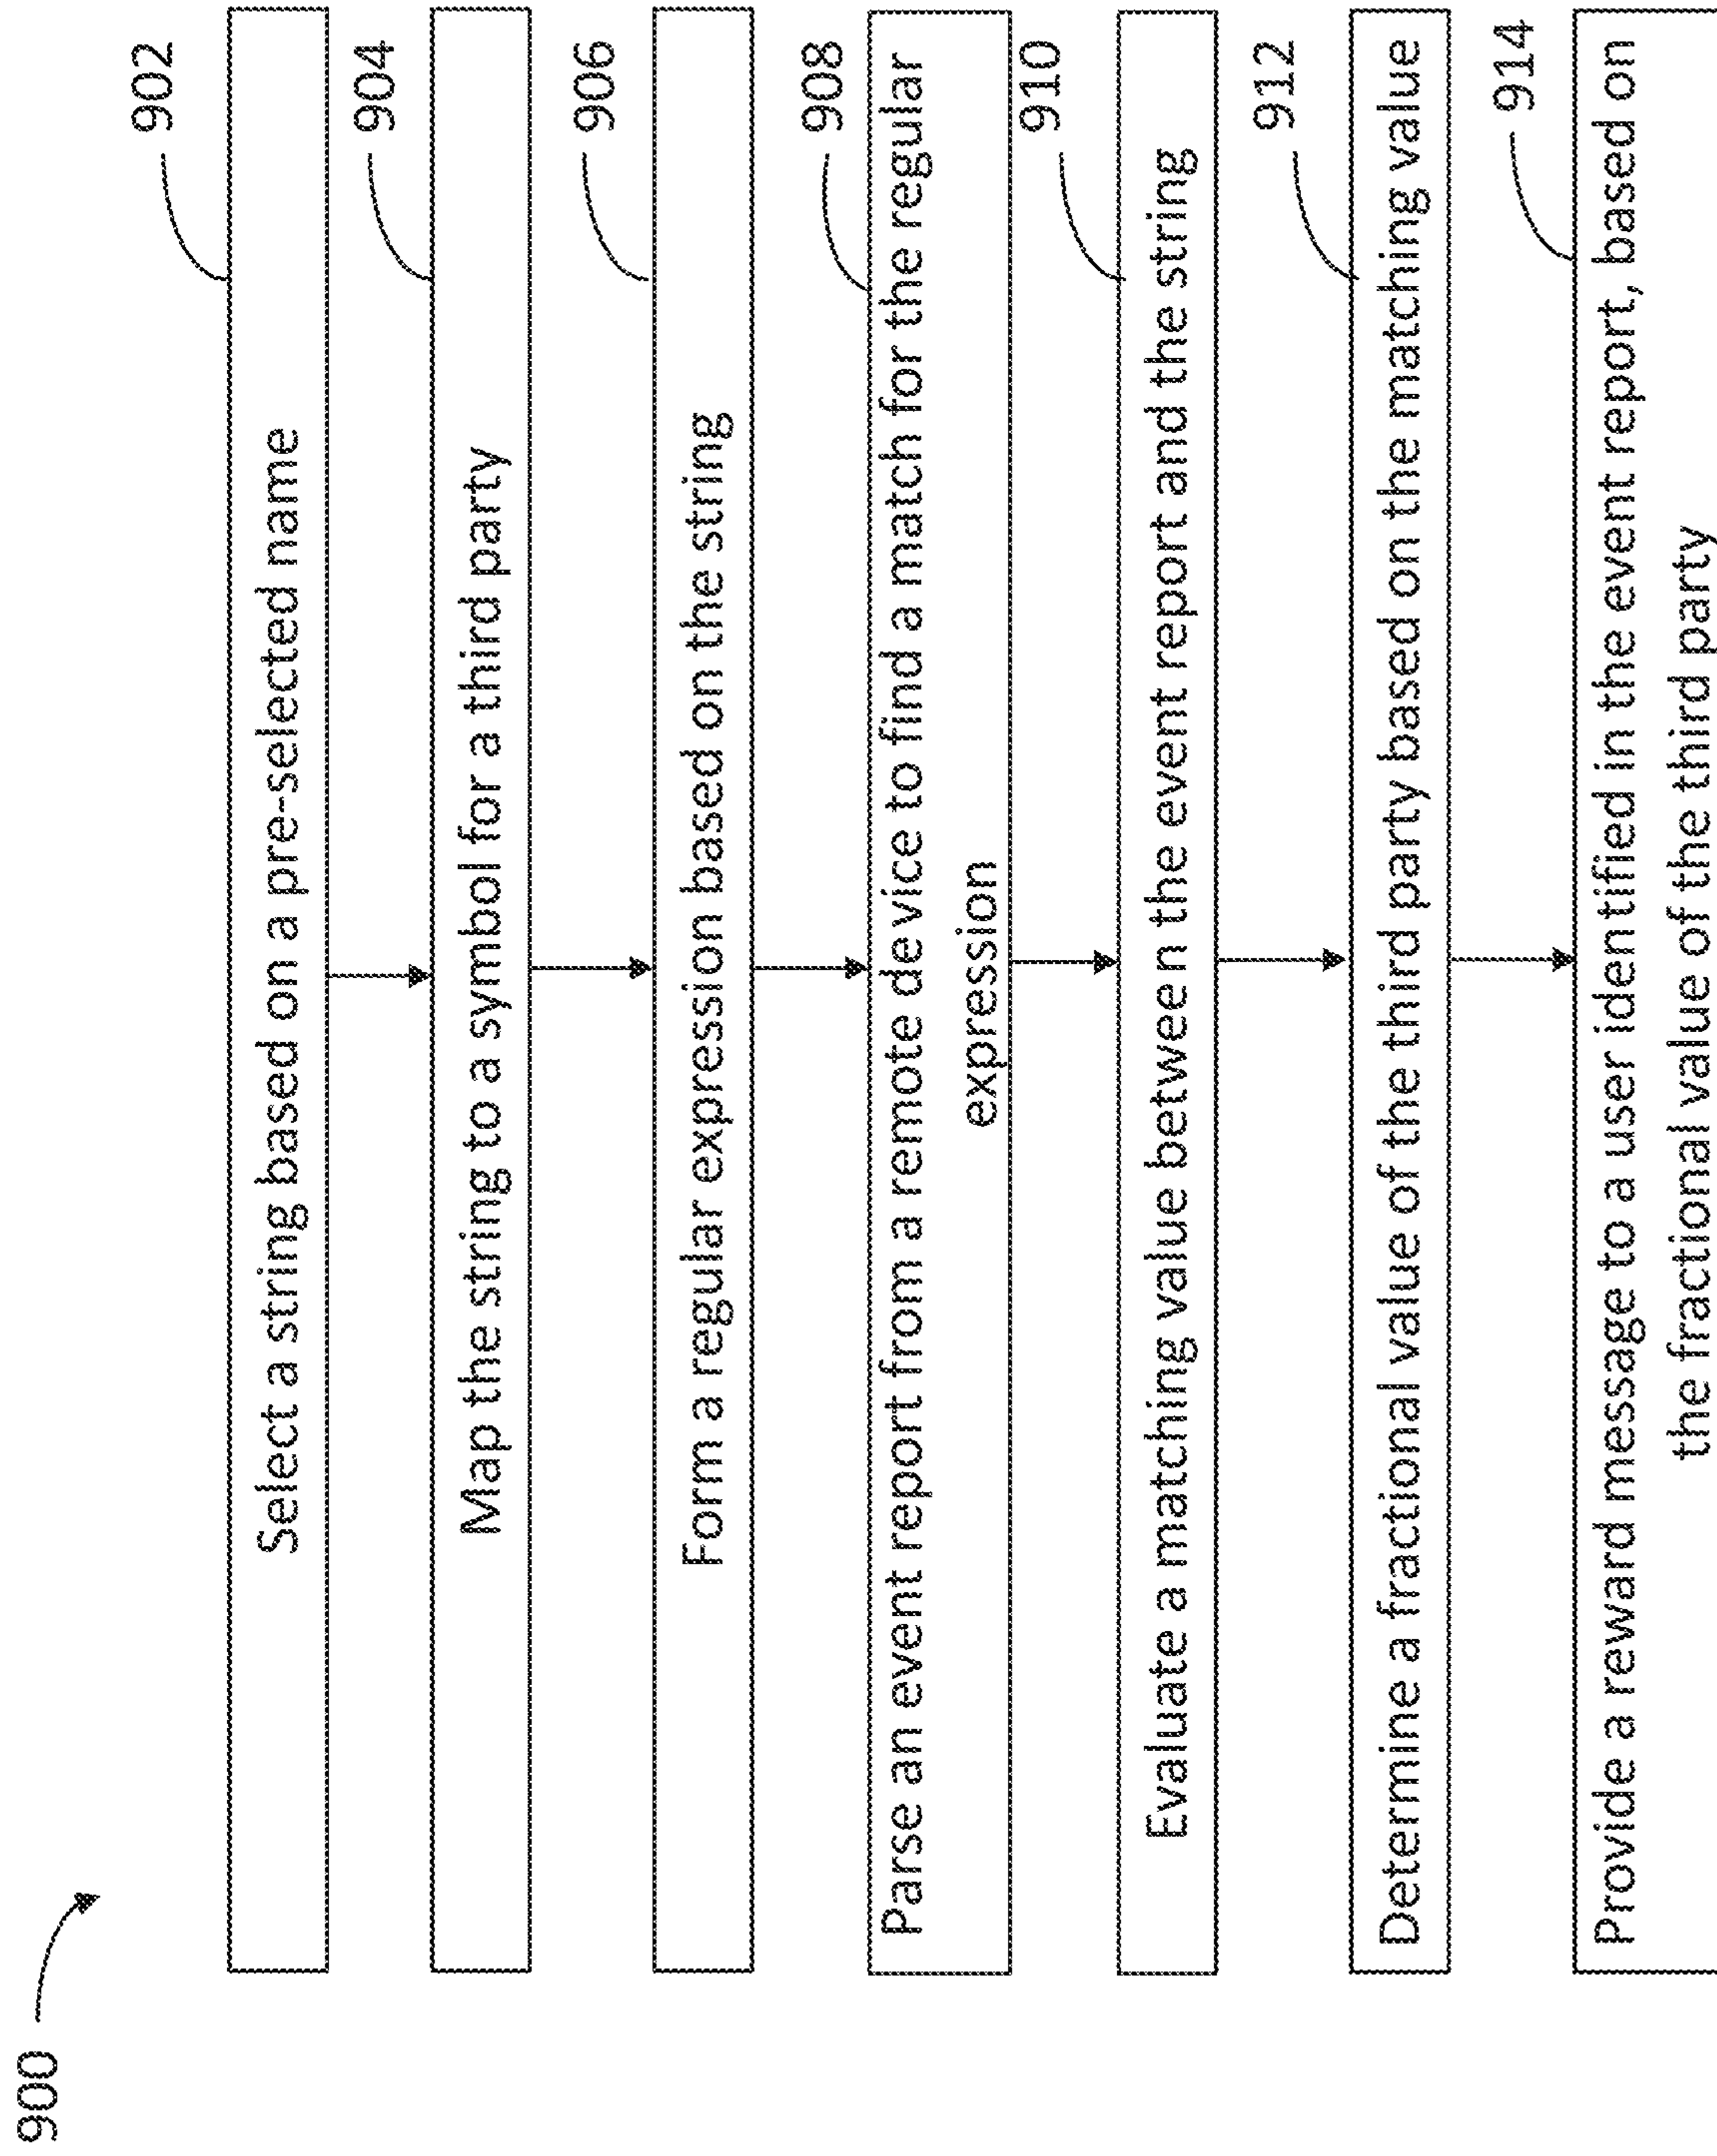 900
902
Select a string based on a pre-selected name
904
Map the string to a symbol for a third party
906
Form a regular expression based on the string
908
Parse an event report from a remote device to find a match for the regular
expression
910
Evaluate a matching value between the event report and the string
912
Determine a fractional value of the third party based on the matching value
914
Provide a reward message to a user identified in the event report, based on
the fractional value of the third party